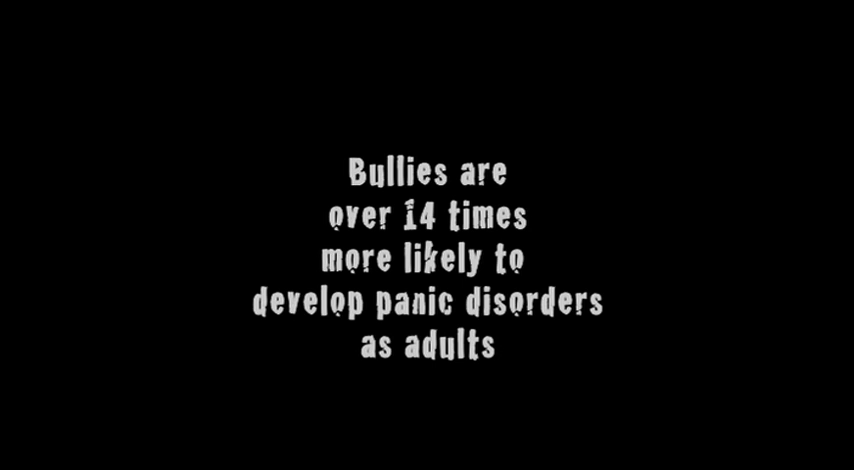 Bullies are
over 14 times
more likely to
develop panic disorders
as adults